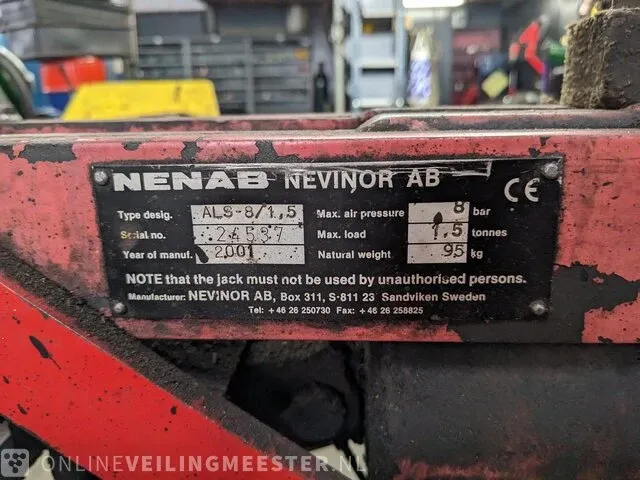 NENAB NEVINOR AB
CE
Type desig. ALS-8/1,5 Max. air pressure 8 bar
Serial no. 24537 Max. load 1.5 tonnes
Year of manuf. 2001 Natural weight 95 kg
NOTE that the jack must not be used by unauthorised persons.
Manufacturer: NEVINOR AB, Box 311, S-811 23 Sandviken Sweden
Tel: +46 26 250730 Fax: +46 26 258825
ONLINEVEILINGMEESTER.NL